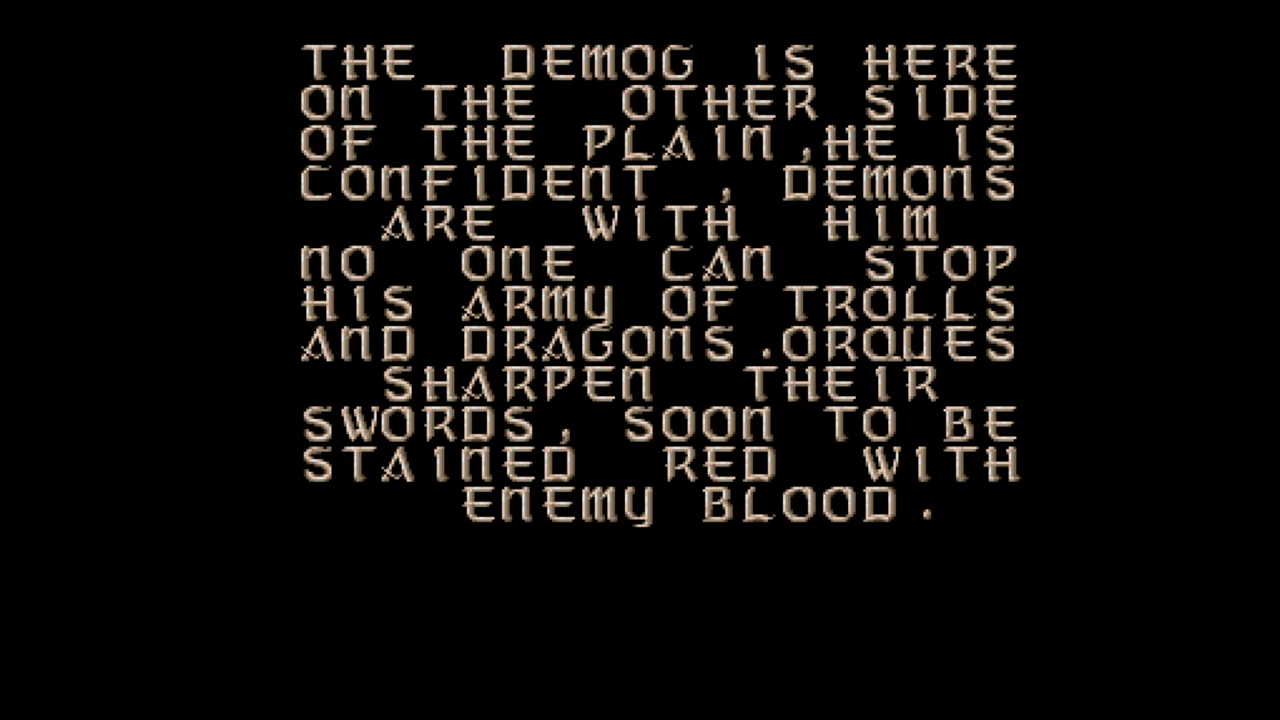 THE DEMOG IS HERE
ON THE OTHER SIDE
OF THE PLAIN,HE IS
CONFIDENT , DEMONS
ARE WITH HIM
NO ONE CAN STOP
HIS ARMY OF TROLLS
AND DRAGONS.ORQUES
SHARPEN THEIR
SWORDS, SOON TO BE
STAINED RED WITH
ENEMY BLOOD.